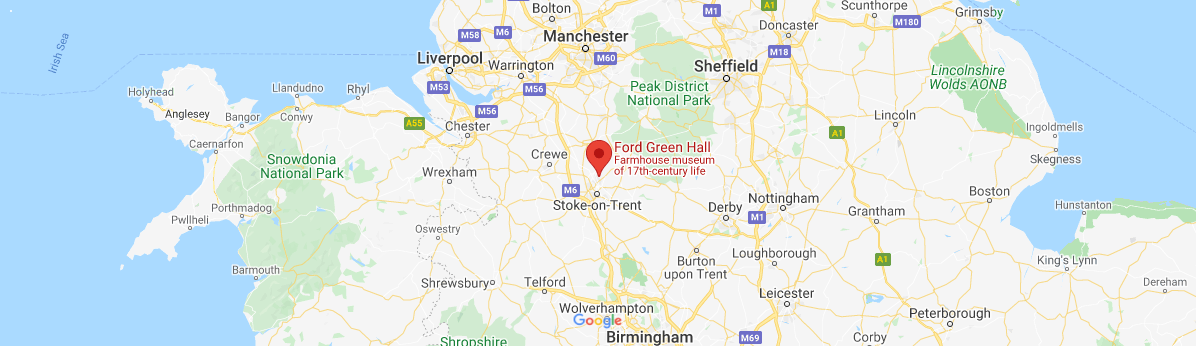 Bolton
M1
A1
Doncaster
Scunthorpe
M180
Grimsby
Irish Sea
M58
M6
Manchester
M18
Liverpool
Warrington
M60
Sheffield
Lincolnshire
Wolds AONB
M53
M56
Peak District
National Park
Holyhead
Llandudno
Rhyl
M56
Anglesey
Bangor
Conwy
A55
Chester
A1
Lincoln
Ingoldmells
Caernarfon
Snowdonia
National Park
Wrexham
Crewe
Ford Green Hall
Farmhouse museum
of 17th-century life
Skegness
M6
Stoke-on-Trent
Derby
Nottingham
M1
Boston
Hunstanton
Pwllheli
Porthmadog
Oswestry
Grantham
Barmouth
Burton
upon Trent
Loughborough
A1
King's Lynn
Dereham
Shrewsbury
Telford
Wolverhampton
Google
Leicester
Peterborough
Shropshire
Birmingham
M69
Corby